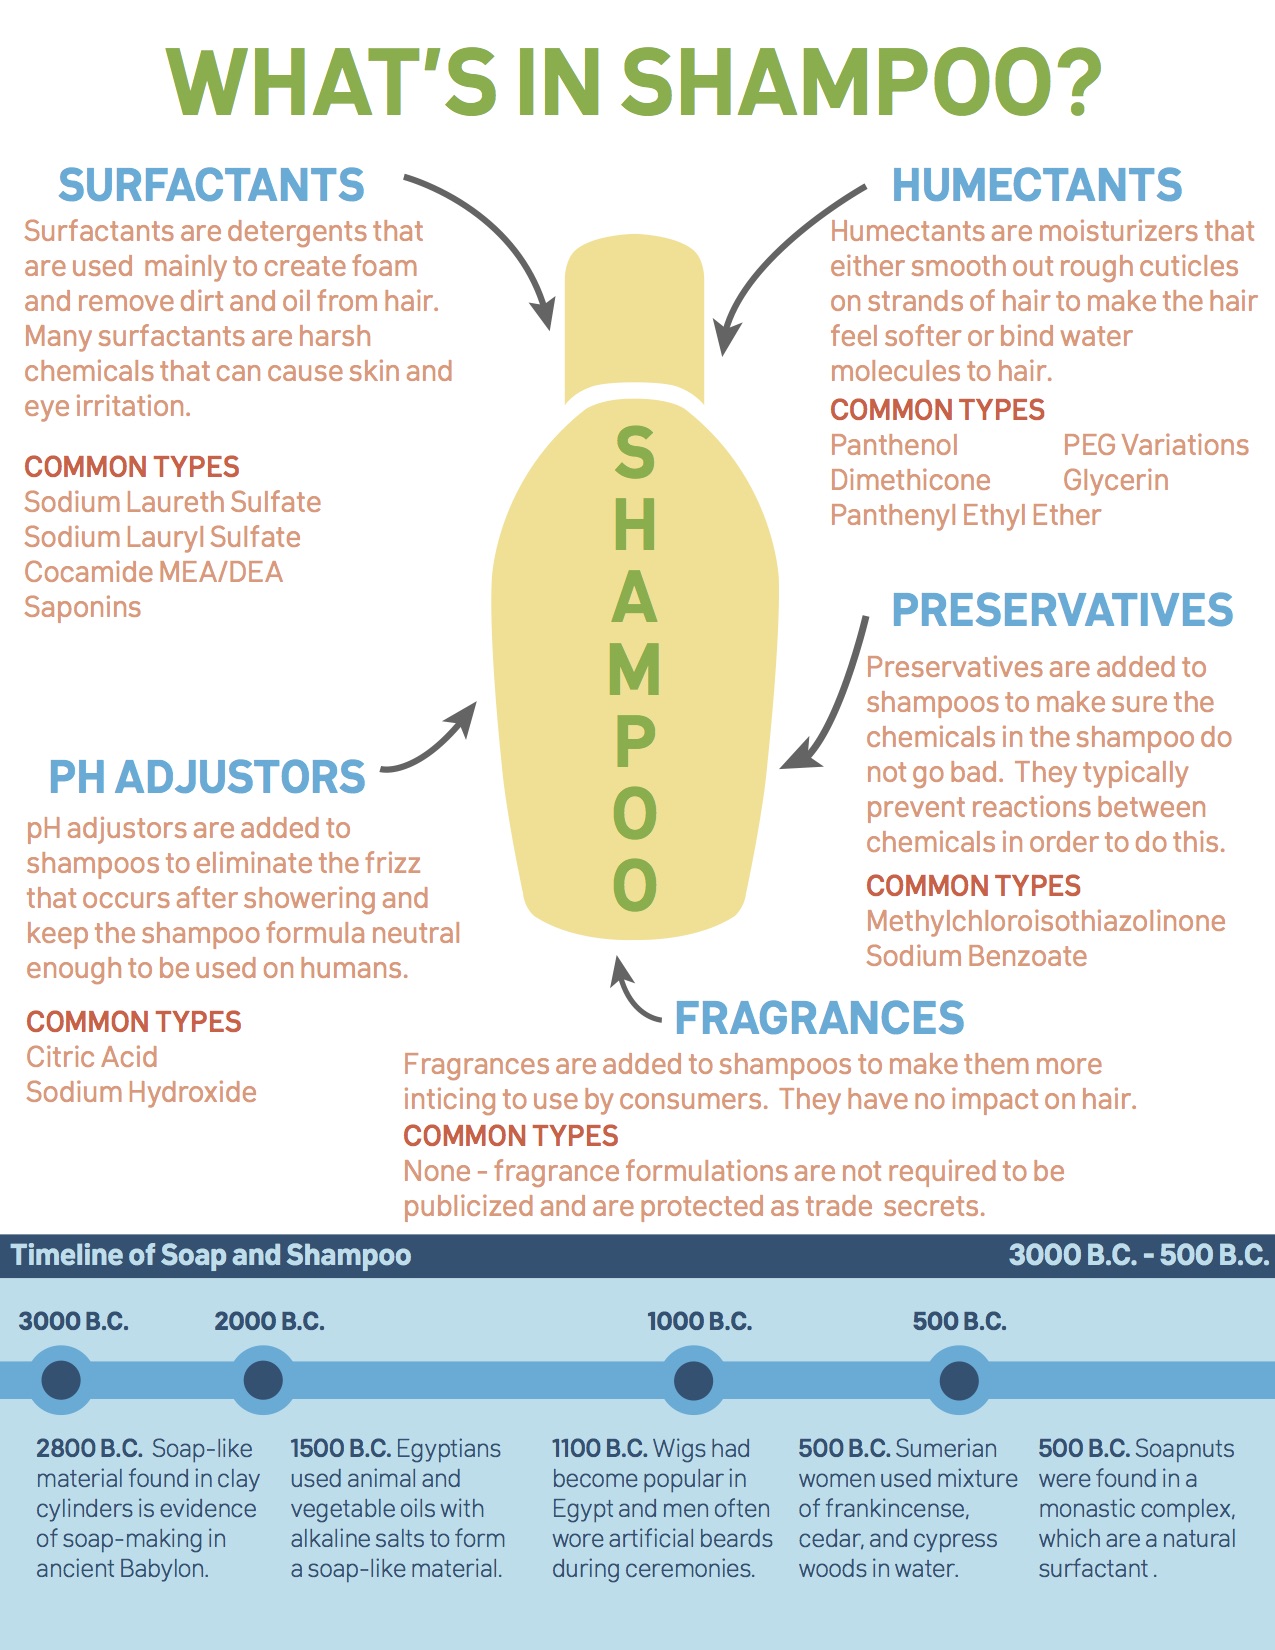 WHAT'S IN SHAMPOO?
SURFACTANTS
Surfactants are detergents that
are used mainly to create foam
and remove dirt and oil from hair.
Many surfactants are harsh
chemicals that can cause skin and
eye irritation.
COMMON TYPES
Sodium Laureth Sulfate
Sodium Lauryl Sulfate
Cocamide MEA/DEA
Saponins
HUMECTANTS
Humectants are moisturizers that
either smooth out rough cuticles
on strands of hair to make the hair
feel softer or bind water
molecules to hair.
COMMON TYPES
Panthenol PEG Variations
Dimethicone Glycerin
Panthenyl Ethyl Ether
S
H
A
M
P
O
O
PRESERVATIVES
Preservatives are added to
shampoos to make sure the
chemicals in the shampoo do
not go bad. They typically
prevent reactions between
chemicals in order to do this.
COMMON TYPES
Methylchloroisothiazolinone
Sodium Benzoate
PH ADJUSTORS
pH adjustors are added to
shampoos to eliminate the frizz
that occurs after showering and
keep the shampoo formula neutral
enough to be used on humans.
COMMON TYPES
Citric Acid
Sodium Hydroxide
FRAGRANCES
Fragrances are added to shampoos to make them more
inticing to use by consumers. They have no impact on hair.
COMMON TYPES
None - fragrance formulations are not required to be
publicized and are protected as trade secrets.
Timeline of Soap and Shampoo 3000 B.C. - 500 B.C.
3000 B.C. 2000 B.C. 1000 B.C. 500 B.C.
2800 B.C. Soap-like
material found in clay
cylinders is evidence
of soap-making in
ancient Babylon.
1500 B.C. Egyptians
used animal and
vegetable oils with
alkaline salts to form
a soap-like material.
1100 B.C. Wigs had
become popular in
Egypt and men often
wore artificial beards
during ceremonies.
500 B.C. Sumerian
women used mixture
of frankincense,
cedar, and cypress
woods in water.
500 B.C. Soapnuts
were found in a
monastic complex,
which are a natural
surfactant .